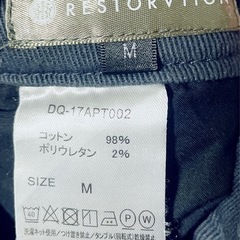 RESTORATION
M
DQ-17APT002
コットン 98%
ポリウレタン 2%
SIZE M
40
P W
洗濯ネット使用/つけ置き禁止/タンブル(回転式)乾燥禁止